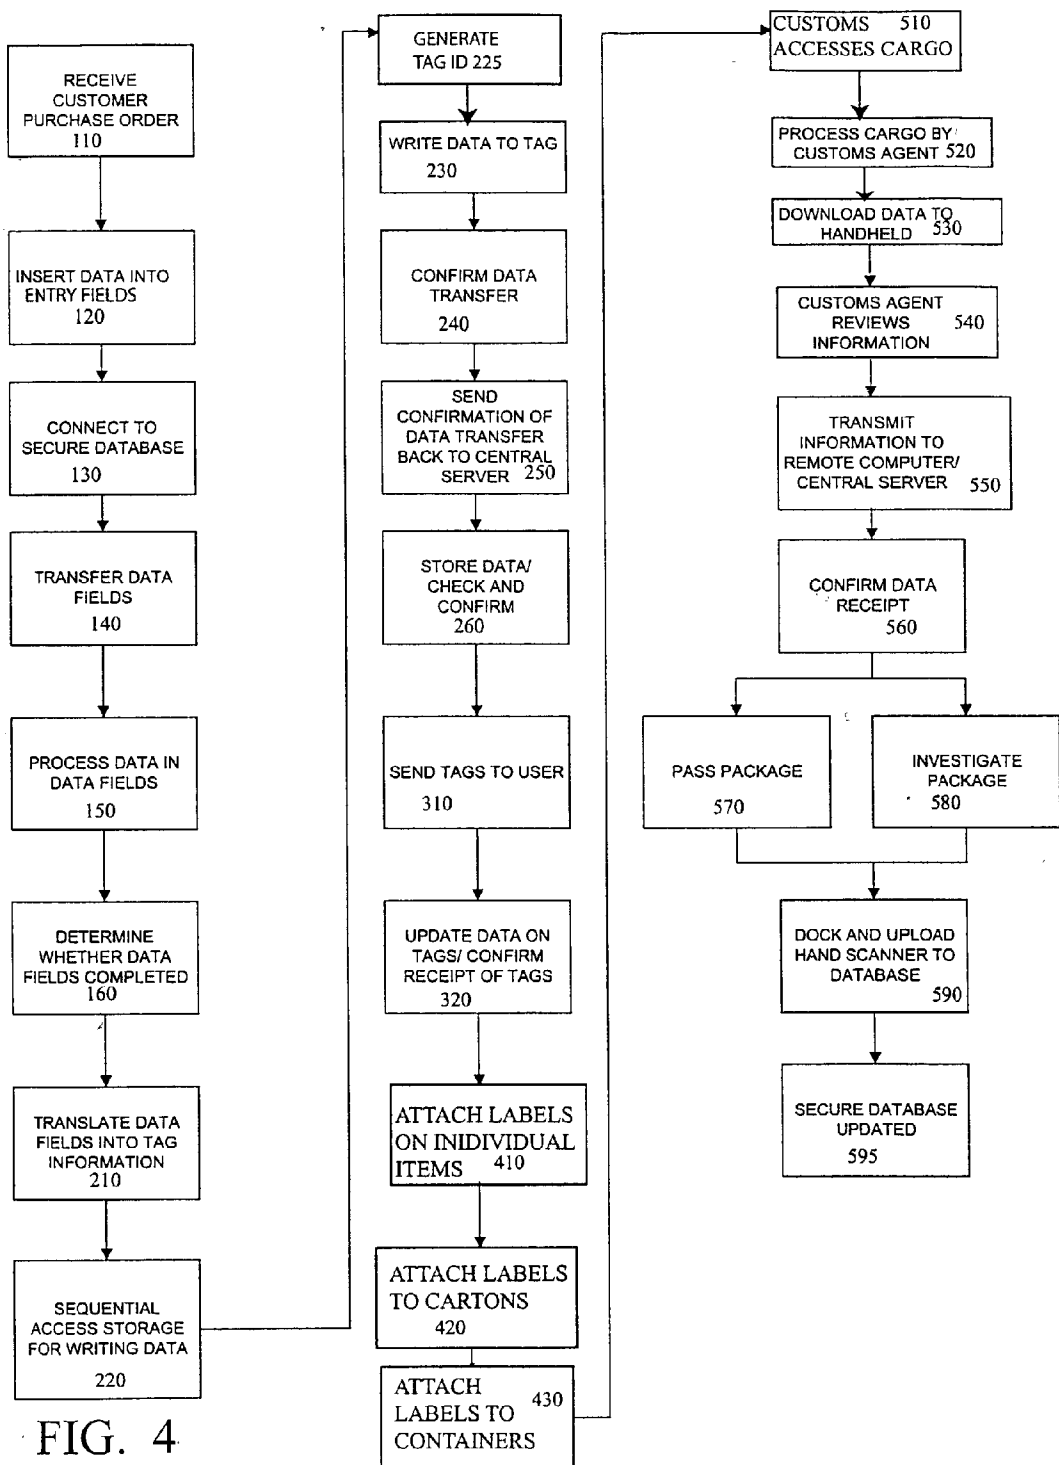 RECEIVE
CUSTOMER
PURCHASE ORDER
110
INSERT DATA INTO
ENTRY FIELDS
120
CONNECT TO
SECURE DATABASE
130
TRANSFER DATA
FIELDS
140
PROCESS DATA IN
DATA FIELDS
150
DETERMINE
WHETHER DATA
FIELDS COMPLETED
160
TRANSLATE DATA
FIELDS INTO TAG
INFORMATION
210
SEQUENTIAL
ACCESS STORAGE
FOR WRITING DATA
220
GENERATE
TAG ID 225
WRITE DATA TO TAG
230
CONFIRM DATA
TRANSFER
240
SEND
CONFIRMATION OF
DATA TRANSFER
BACK TO CENTRAL
SERVER 250
STORE DATA/
CHECK AND
CONFIRM
260
SEND TAGS TO USER
310
UPDATE DATA ON
TAGS/ CONFIRM
RECEIPT OF TAGS
320
ATTACH LABELS
ON INIDIVIDUAL
ITEMS 410
ATTACH LABELS
TO CARTONS
420
ATTACH 430
LABELS TO
CONTAINERS
CUSTOMS 510
ACCESSES CARGO
PROCESS CARGO BY
CUSTOMS AGENT 520
DOWNLOAD DATA TO
HANDHELD 530
CUSTOMS AGENT
REVIEWS 540
INFORMATION
TRANSMIT
INFORMATION TO
REMOTE COMPUTER/
CENTRAL SERVER 550
CONFIRM DATA
RECEIPT
560
PASS PACKAGE
570
INVESTIGATE
PACKAGE
580
DOCK AND UPLOAD
HAND SCANNER TO
DATABASE 590
SECURE DATABASE
UPDATED
595
FIG. 4